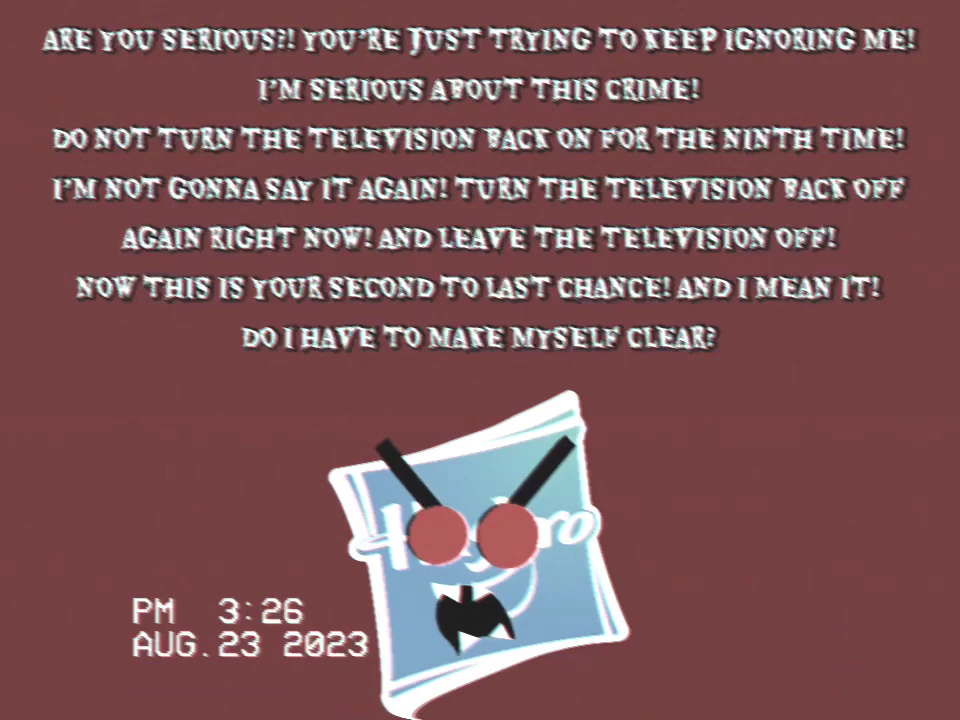 ARE YOU SERIOUS?! YOU'RE JUST TRYING TO KEEP IGNORING ME!
I'M SERIOUS ABOUT THIS CRIME!
DO NOT TURN THE TELEVISION BACK ON FOR THE NINTH TIME!
I'M NOT GONNA SAY IT AGAIN! TURN THE TELEVISION BACK OFF
AGAIN RIGHT NOW! AND LEAVE THE TELEVISION OFF!
NOW THIS IS YOUR SECOND TO LAST CHANCE! AND I MEAN IT!
DO I HAVE TO MAKE MYSELF CLEAR?
PM 3:26
AUG.23 2023